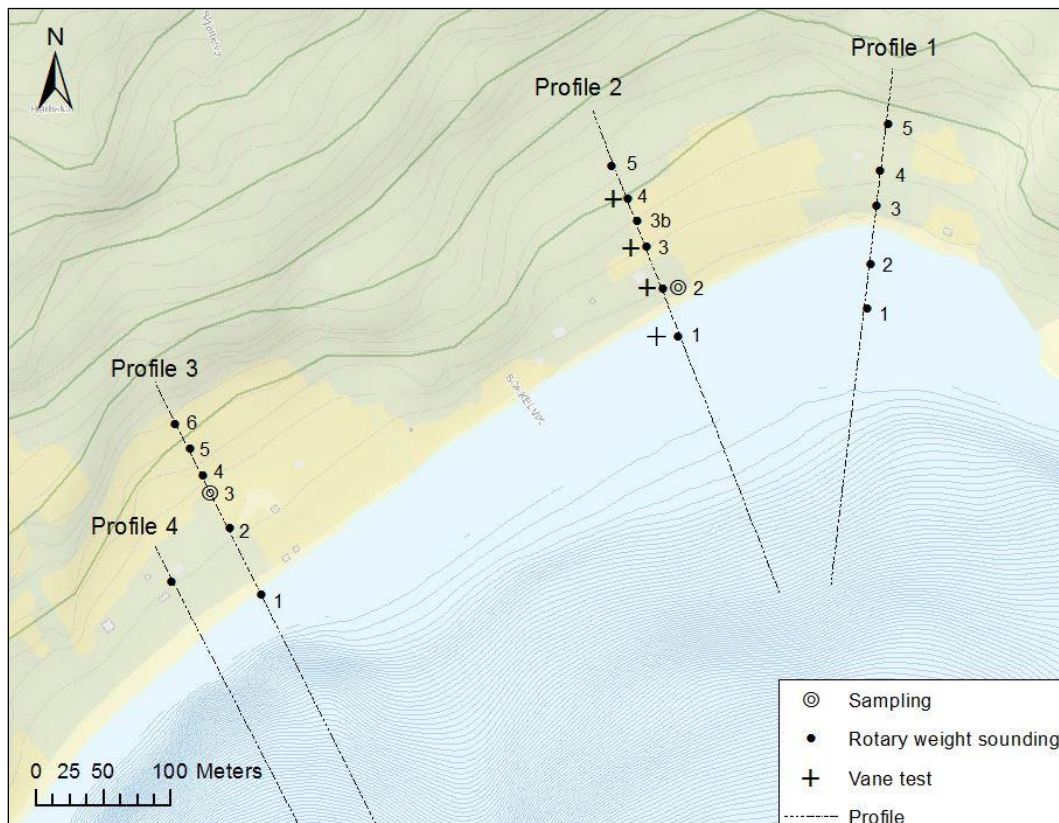 N
Profile 1
Profile 2
5
4
3
2
1
5
4
3b
3
2
1
SOKKELVIK
Profile 3
6
5
4
3
2
1
Profile 4
0 25 50 100 Meters
Sampling
Rotary weight sounding
Vane test
Profile